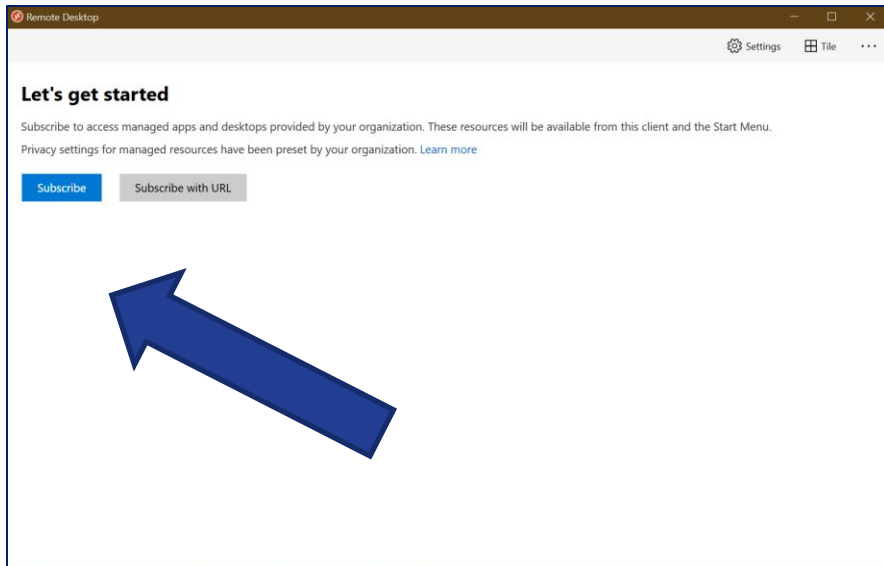 Remote Desktop
Settings Tile
Let's get started
Subscribe to access managed apps and desktops provided by your organization. These resources will be available from this client and the Start Menu.
Privacy settings for managed resources have been preset by your organization. Learn more
Subscribe Subscribe with URL